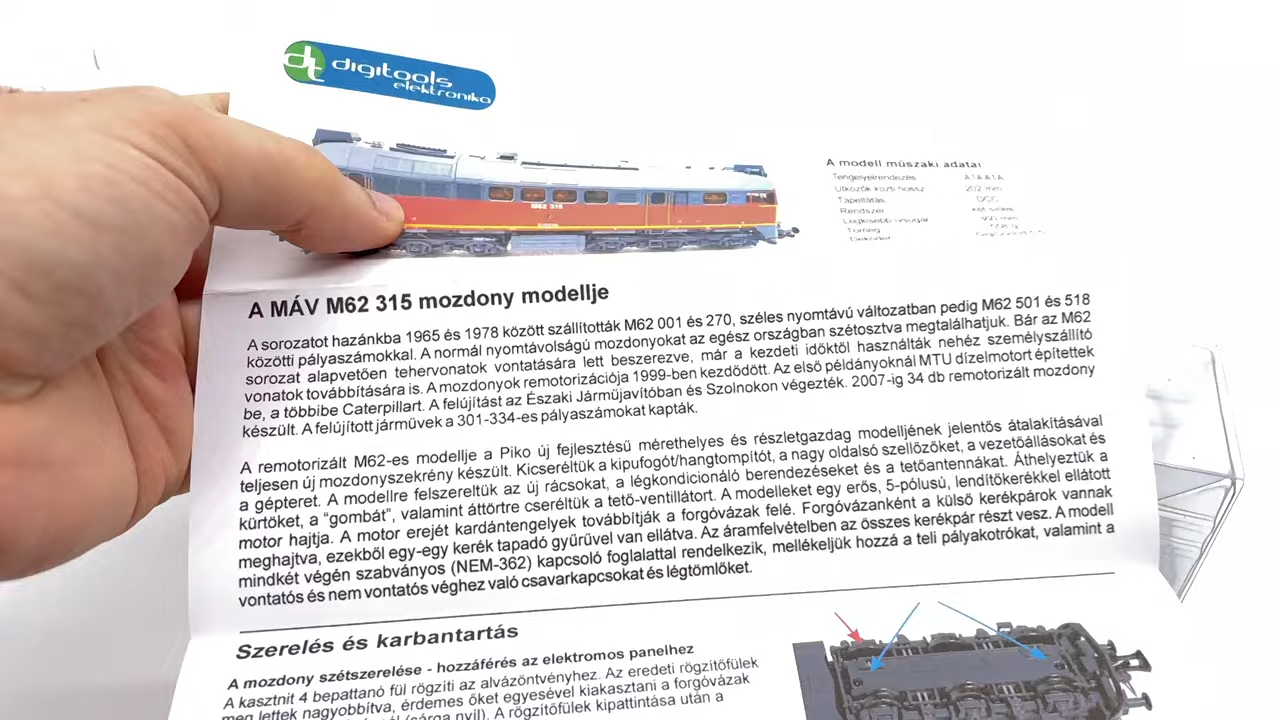 digitools
elektronika
M62 315
A modell műszaki adatai
Tengelyelrendezés A1A A1A
Ütközők közti hossz 202 mm
Tápellátás DCC
Rendszer
Tömeg
Dekóder
A MÁV M62 315 mozdony modellje
A sorozatot hazánkba 1965 és 1978 között szállították M62 001 és 270, széles nyomtávú változatban pedig M62 501 és 518
közötti pályaszámokkal. A normál nyomtávolságú mozdonyokat az egész országban szétosztva megtalálhatjuk. Bár az M62
sorozat alapvetően tehervonatok vontatására lett beszerezve, már a kezdeti időktől használták nehéz személyszállító
vonatok továbbítására is. A mozdonyok remotorizációja 1999-ben kezdődött. Az első példányoknál MTU dízelmotort építettek
be, a többibe Caterpillart. A felújítást az Északi Járműjavítóban és Szolnokon végezték. 2007-ig 34 db remotorizált mozdony
készült. A felújított járművek a 301-334-es pályaszámokat kapták.
A remotorizált M62-es modellje a Piko új fejlesztésű mérethelyes és részletgazdag modelljének jelentős átalakításával
teljesen új mozdonyszekrény készült. Kicseréltük a kipufogót/hangtompítót, a nagy oldalsó szellőzőket, a vezetőállásokat és
a gépteret. A modellre felszereltük az új rácsokat, a légkondicionáló berendezéseket és a tetőantennákat. Áthelyeztük a
kürtöket, a “gombát”, valamint áttörtre cseréltük a tető-ventillátort. A modelleket egy erős, 5-pólusú, lendítőkerékkel ellátott
motor hajtja. A motor erejét kardántengelyek továbbítják a forgóvázak felé. Forgóvázanként a külső kerékpárok vannak
meghajtva, ezekből egy-egy kerék tapadó gyűrűvel van ellátva. Az áramfelvételben az összes kerékpár részt vesz. A modell
mindkét végén szabványos (NEM-362) kapcsoló foglalattal rendelkezik, mellékeljük hozzá a teli pályakotrókat, valamint a
vontatós és nem vontatós véghez való csavarkapcsokat és légtömlőket.
Szerelés és karbantartás
A mozdony szétszerelése - hozzáférés az elektromos panelhez
A kasztnit 4 bepattanó fül rögzíti az alvázöntvényhez. Az eredeti rögzitőfülek
meg lettek nagyobbítva, érdemes őket egyesével kiakasztani a forgóvázak
(sárga nyíl). A rögzítőfülek kipattintása után a